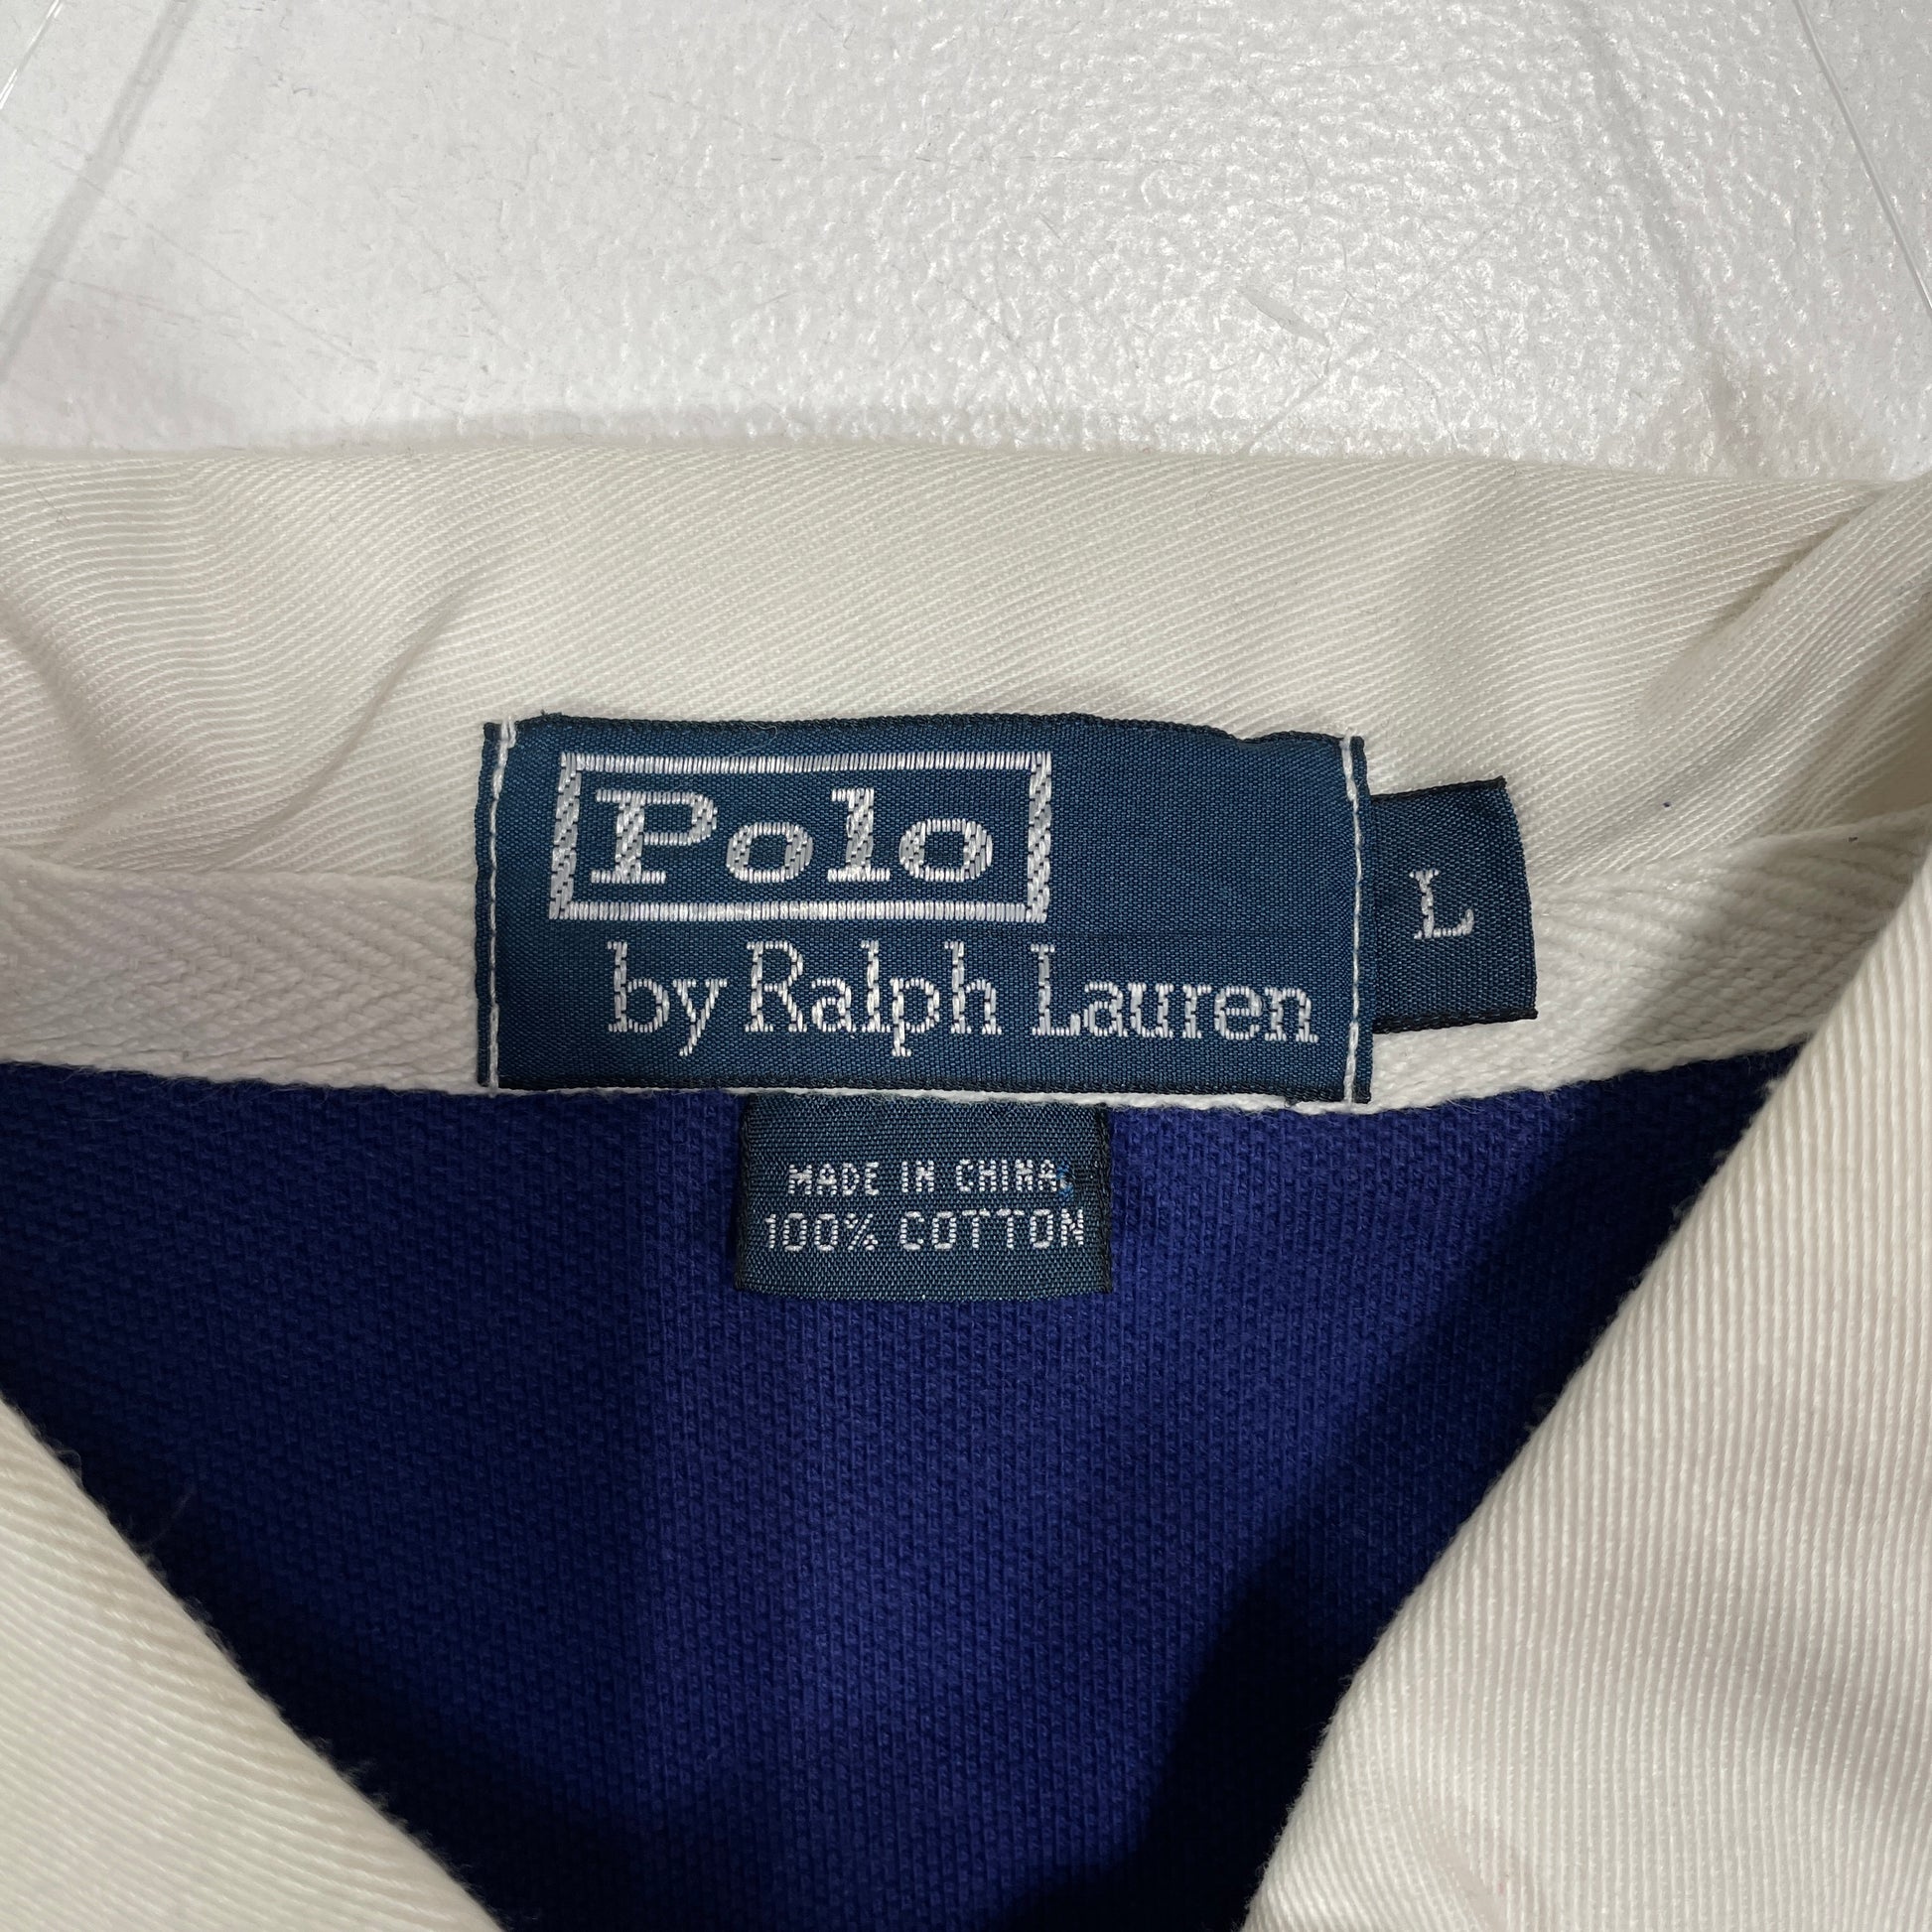 Polo
by Ralph Lauren
L
MADE IN CHINA
100% COTTON